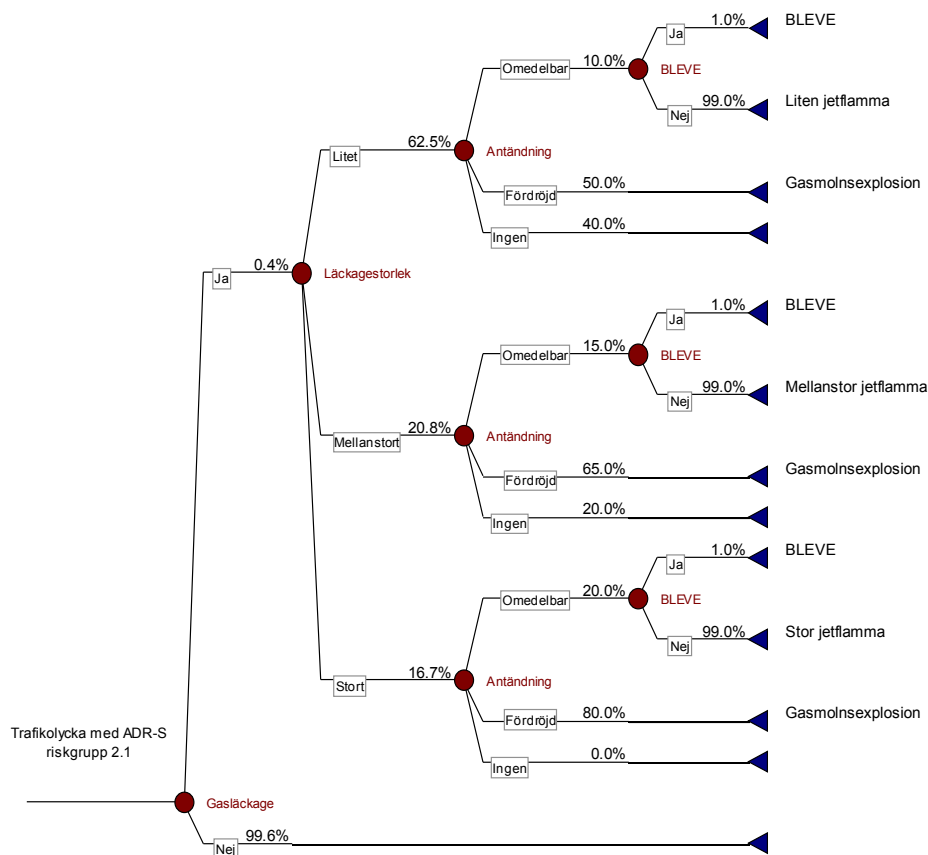 Ja 1.0% BLEVE
Omedelbar 10.0% BLEVE
Nej 99.0% Liten jetflamma
Litet 62.5% Antändning
Fördröjd 50.0% Gasmolnsexplosion
Ingen 40.0%
Ja 0.4% Läckagestorlek
Ja 1.0% BLEVE
Omedelbar 15.0% BLEVE
Nej 99.0% Mellanstor jetflamma
Mellanstort 20.8% Antändning
Fördröjd 65.0% Gasmolnsexplosion
Ingen 20.0%
Ja 1.0% BLEVE
Omedelbar 20.0% BLEVE
Nej 99.0% Stor jetflamma
Stort 16.7% Antändning
Fördröjd 80.0% Gasmolnsexplosion
Ingen 0.0%
Trafikolycka med ADR-S
riskgrupp 2.1
Gasläckage
Nej 99.6%